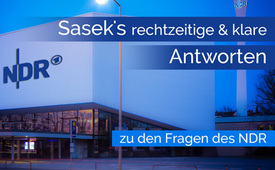 Sasek's rechtzeitige & klare
Antworten
NDR
zu den Fragen des NDR